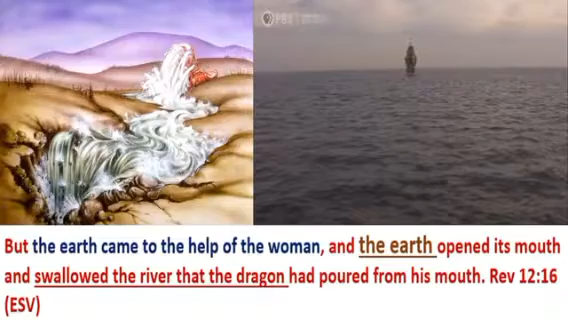 PBS
But the earth came to the help of the woman, and the earth opened its mouth
and swallowed the river that the dragon had poured from his mouth. Rev 12:16
(ESV)